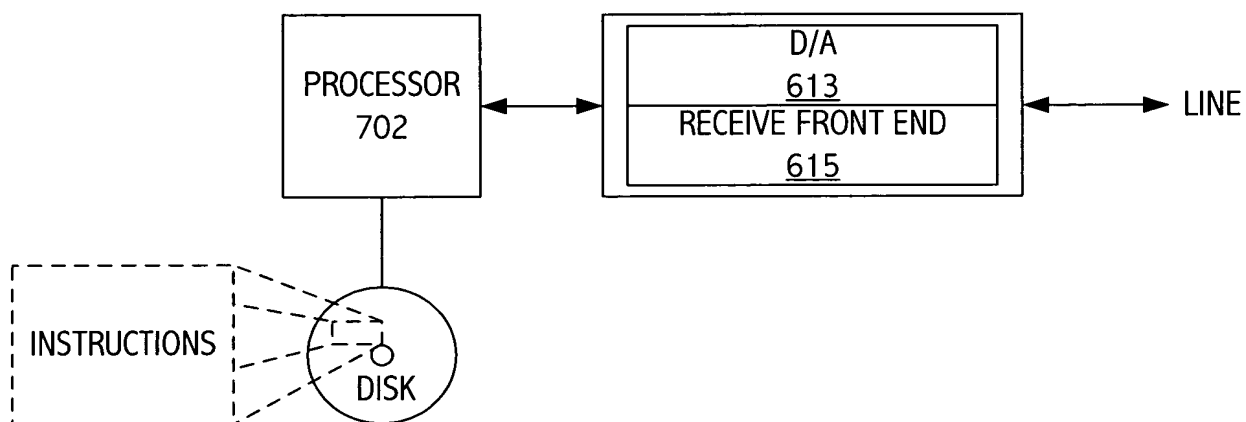 PROCESSOR
702
D/A
613
RECEIVE FRONT END
615
LINE
INSTRUCTIONS
DISK